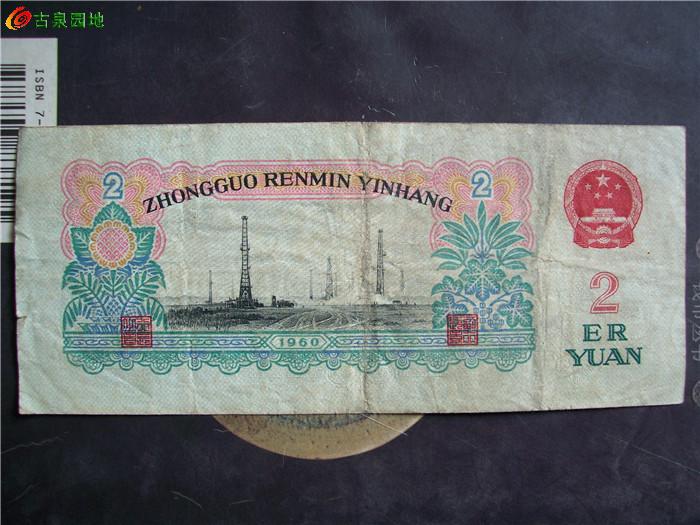 古泉园地
ISBN 7-
2
2
ZHONGGUO RENMIN YINHANG
1960
2
ER
YUAN